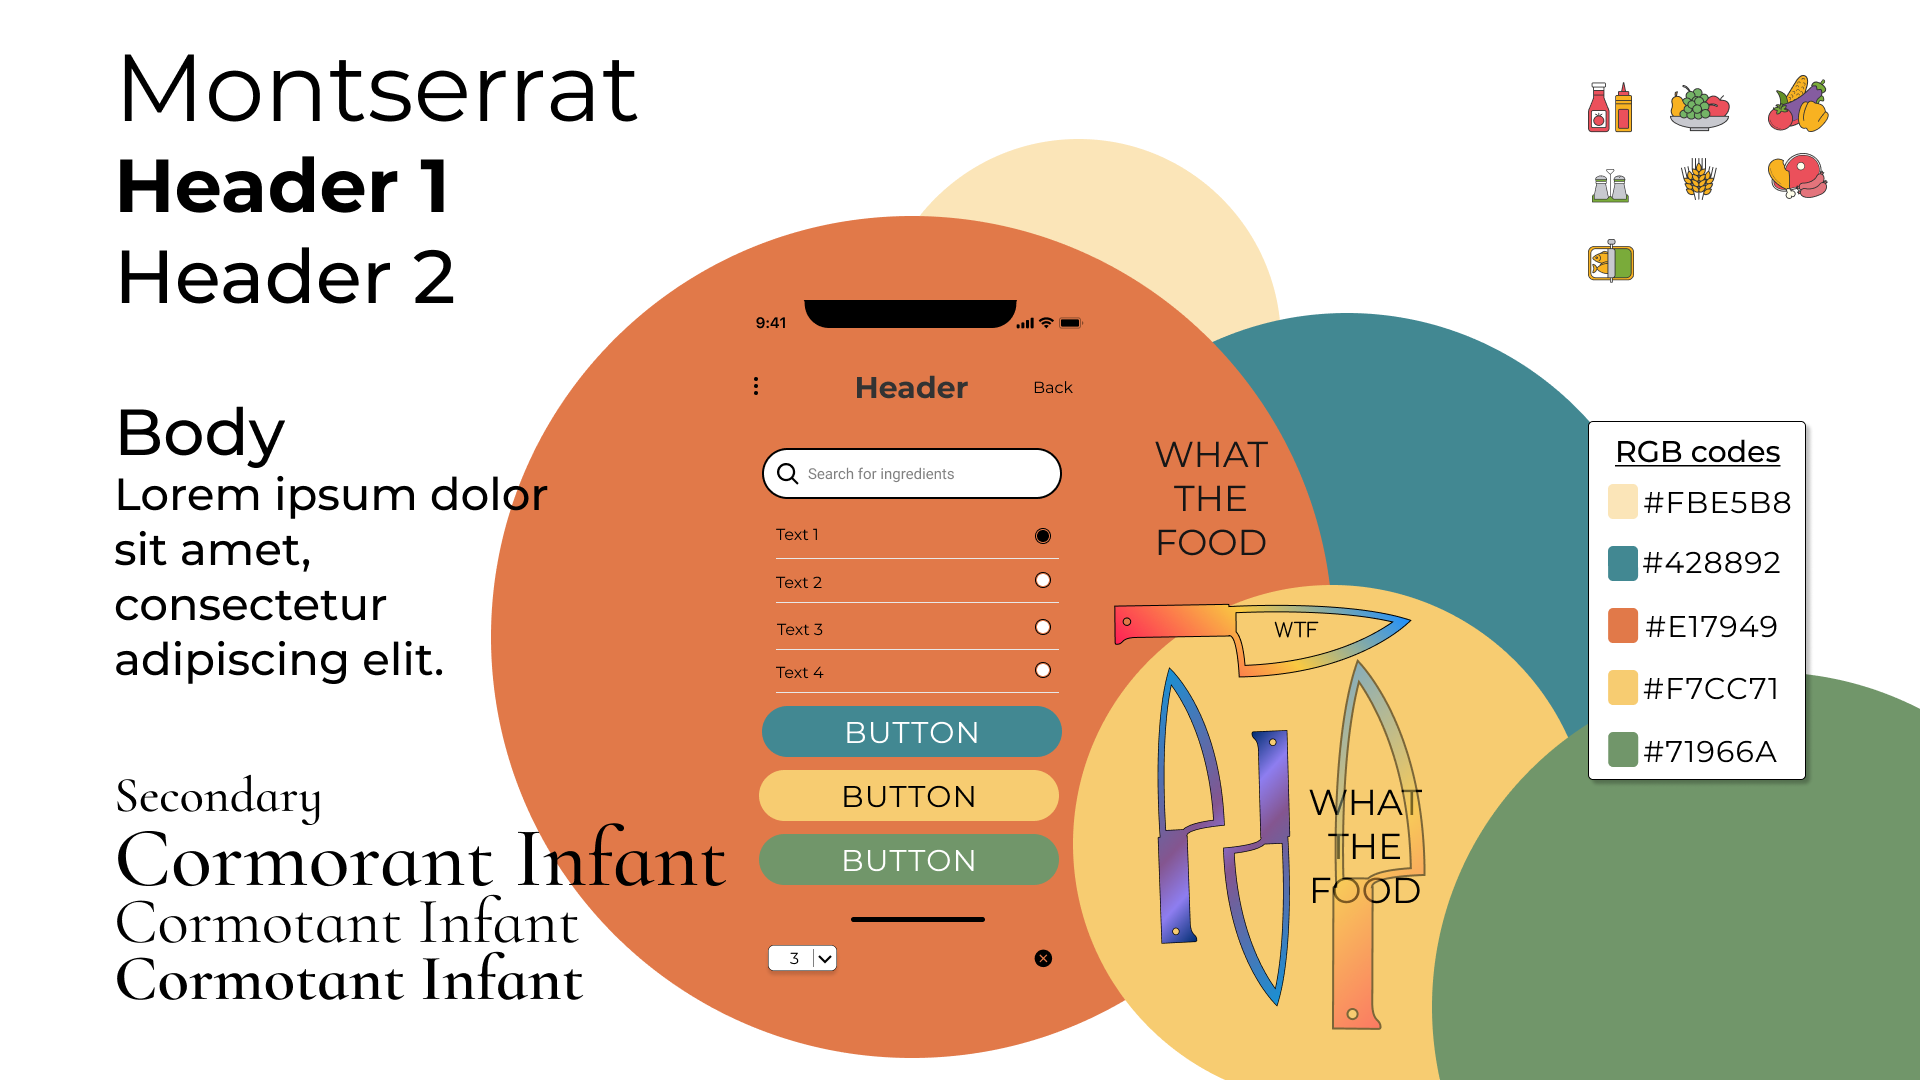 Montserrat
Header 1
Header 2
Body
Lorem ipsum dolor
sit amet,
consectetur
adipiscing elit.
Secondary
Cormorant Infant
Cormotant Infant
Cormotant Infant
9:41
Header
Back
Search for ingredients
Text 1
Text 2
Text 3
Text 4
BUTTON
BUTTON
BUTTON
3
WHAT
THE
FOOD
WTF
WHAT
THE
FOOD
RGB codes
#FBE5B8
#428892
#E17949
#F7CC71
#71966A